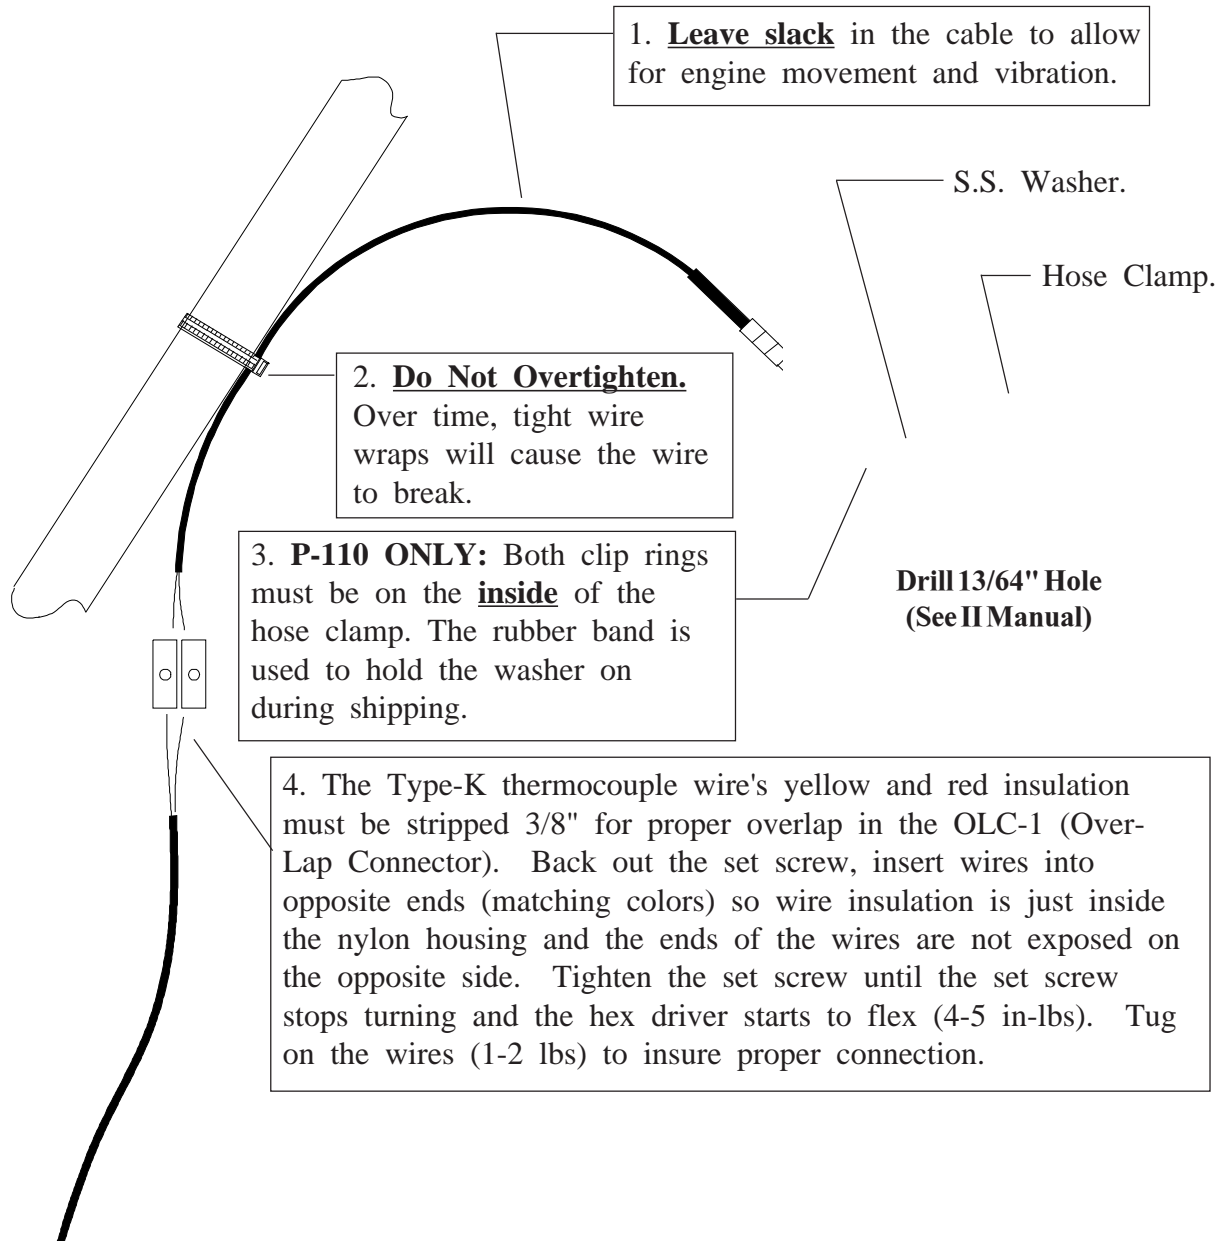 1. Leave slack in the cable to allow
for engine movement and vibration.
S.S. Washer.
Hose Clamp.
2. Do Not Overtighten.
Over time, tight wire
wraps will cause the wire
to break.
3. P-110 ONLY: Both clip rings
must be on the inside of the
hose clamp. The rubber band is
used to hold the washer on
during shipping.
Drill 13/64" Hole
(See II Manual)
4. The Type-K thermocouple wire's yellow and red insulation
must be stripped 3/8" for proper overlap in the OLC-1 (Over-
Lap Connector). Back out the set screw, insert wires into
opposite ends (matching colors) so wire insulation is just inside
the nylon housing and the ends of the wires are not exposed on
the opposite side. Tighten the set screw until the set screw
stops turning and the hex driver starts to flex (4-5 in-lbs). Tug
on the wires (1-2 lbs) to insure proper connection.